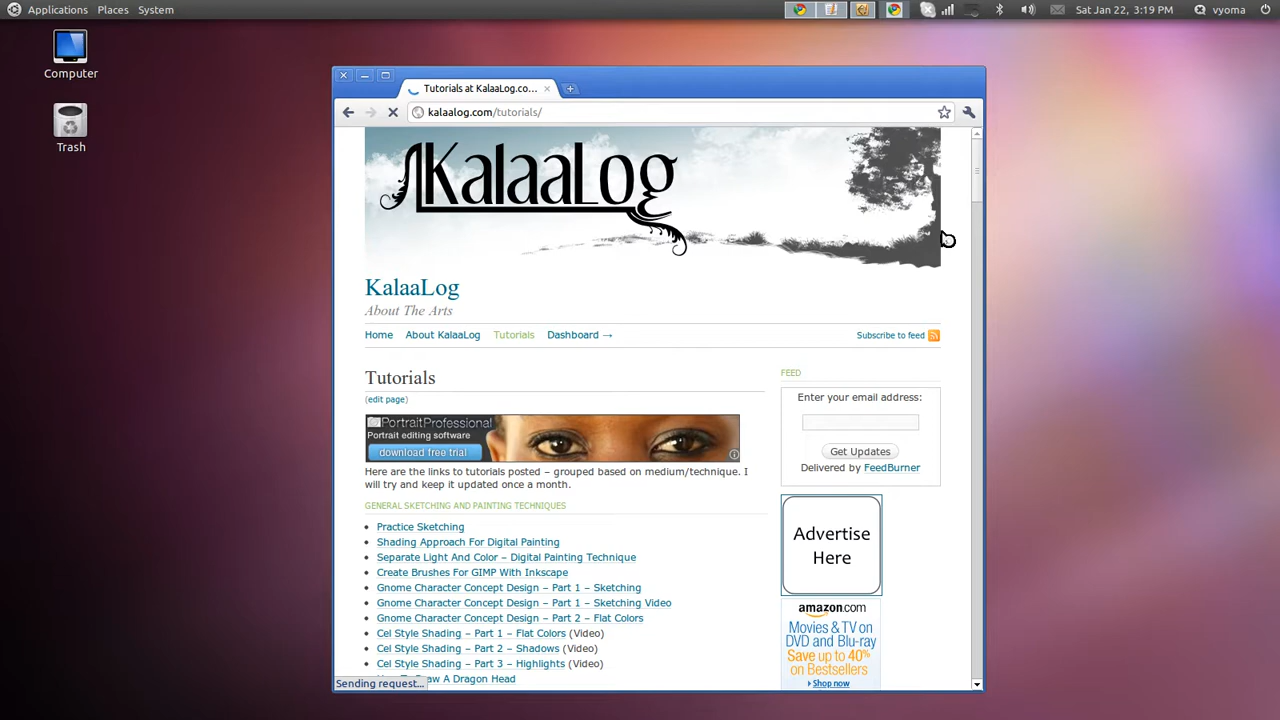 Applications Places System
Sat Jan 22, 3:19 PM vyoma
Computer
Trash
Tutorials at KalaaLog.co...
kalaalog.com/tutorials/
KalaaLog
KalaaLog
About The Arts
Home About KalaaLog Tutorials Dashboard →
Subscribe to feed
Tutorials
(edit page)
PortraitProfessional
Portrait editing software
download free trial
Here are the links to tutorials posted – grouped based on medium/technique. I
will try and keep it updated once a month.
GENERAL SKETCHING AND PAINTING TECHNIQUES
Practice Sketching
Shading Approach For Digital Painting
Separate Light And Color – Digital Painting Technique
Create Brushes For GIMP With Inkscape
Gnome Character Concept Design – Part 1 – Sketching
Gnome Character Concept Design – Part 1 – Sketching Video
Gnome Character Concept Design – Part 2 – Flat Colors
Cel Style Shading – Part 1 – Flat Colors (Video)
Cel Style Shading – Part 2 – Shadows (Video)
Cel Style Shading – Part 3 – Highlights (Video)
Draw A Dragon Head
Sending request...
FEED
Enter your email address:
Get Updates
Delivered by FeedBurner
Advertise
Here
amazon.com
Movies & TV on
DVD and Blu-ray
Save up to 40%
on Bestsellers
Shop now